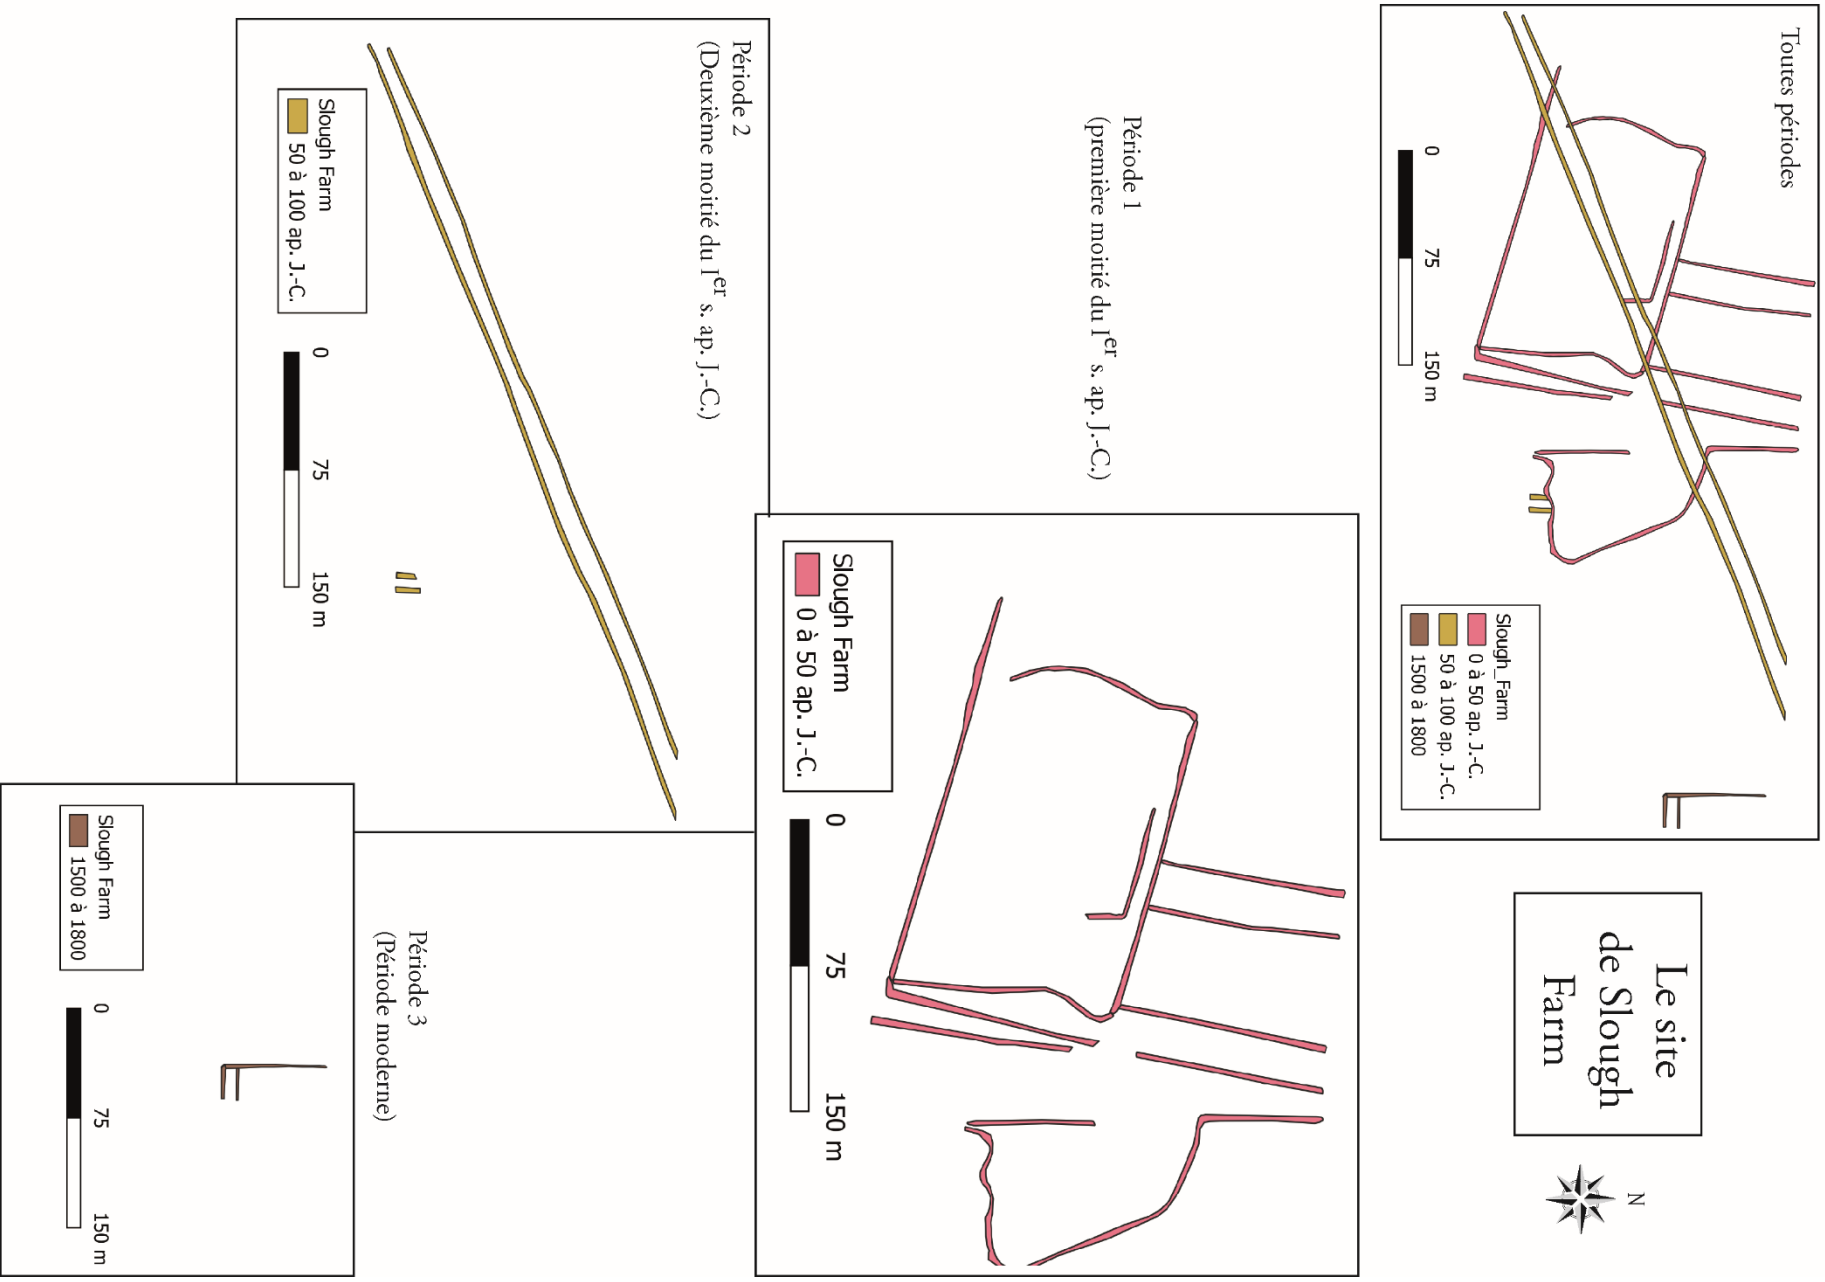 Le site
de Slough
Farm
N
Toutes périodes
0
75
150 m
Slough_Farm
0 à 50 ap. J.-C.
50 à 100 ap. J.-C.
1500 à 1800
Période 1
(première moitié du Ier s. ap. J.-C.)
Slough Farm
0 à 50 ap. J.-C.
0
75
150 m
Période 2
(Deuxième moitié du Ier s. ap. J.-C.)
Slough Farm
50 à 100 ap. J.-C.
0
75
150 m
Période 3
(Période moderne)
Slough Farm
1500 à 1800
0
75
150 m